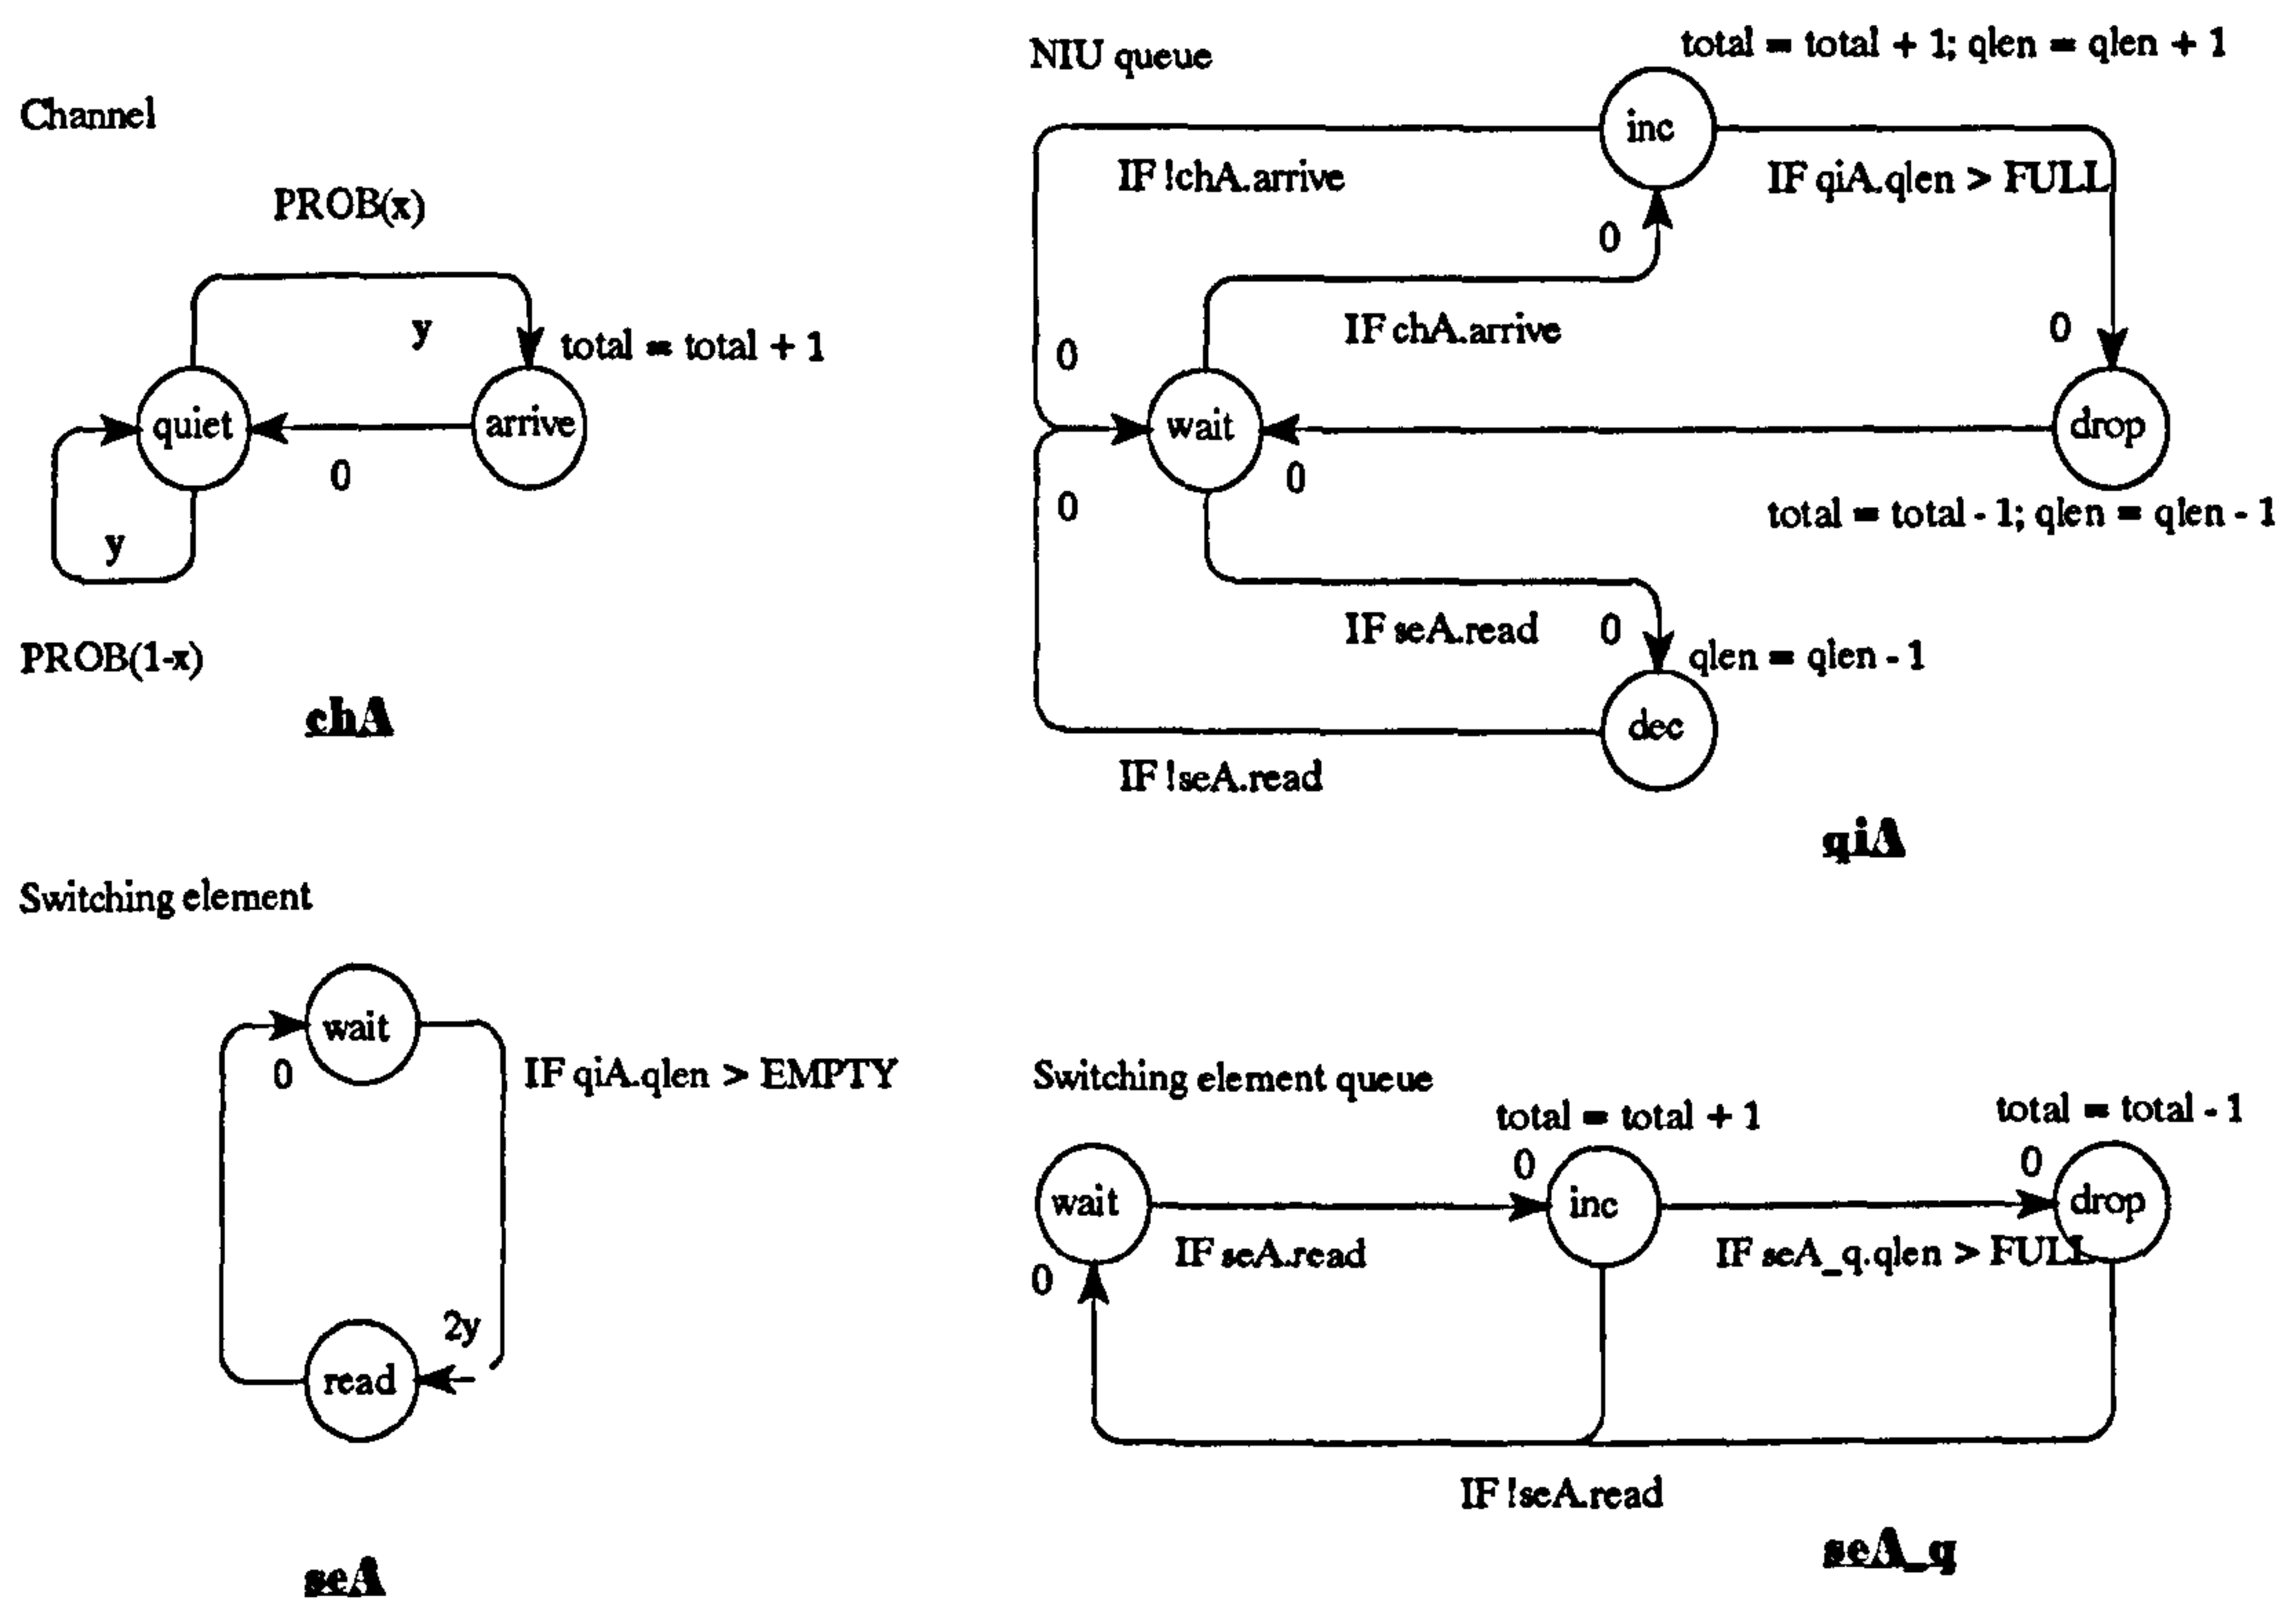 Channel
PROB(x)
y
total = total + 1
quiet
arrive
0
y
PROB(1-x)
chA
NIU queue
total = total + 1; qlen = qlen + 1
inc
IF !chA.arrive
IF qiA.qlen > FULL
0
IF chA.arrive
0
0
wait
drop
0
0
total = total - 1; qlen = qlen - 1
IF seA.read
0
qlen = qlen - 1
dec
IF !seA.read
qiA
Switching element
wait
0
IF qiA.qlen > EMPTY
2y
read
seA
Switching element queue
total = total + 1
total = total - 1
0
0
wait
inc
drop
IF seA.read
IF seA_q.qlen > FULL
0
IF !seA.read
seA_q